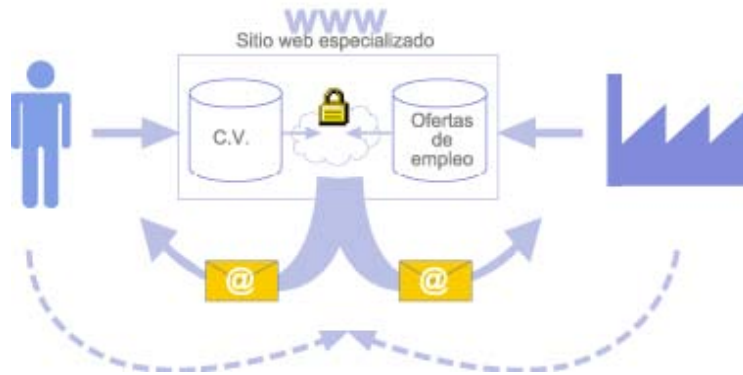 www
Sitio web especializado
C.V.
Ofertas
de
empleo
@
@